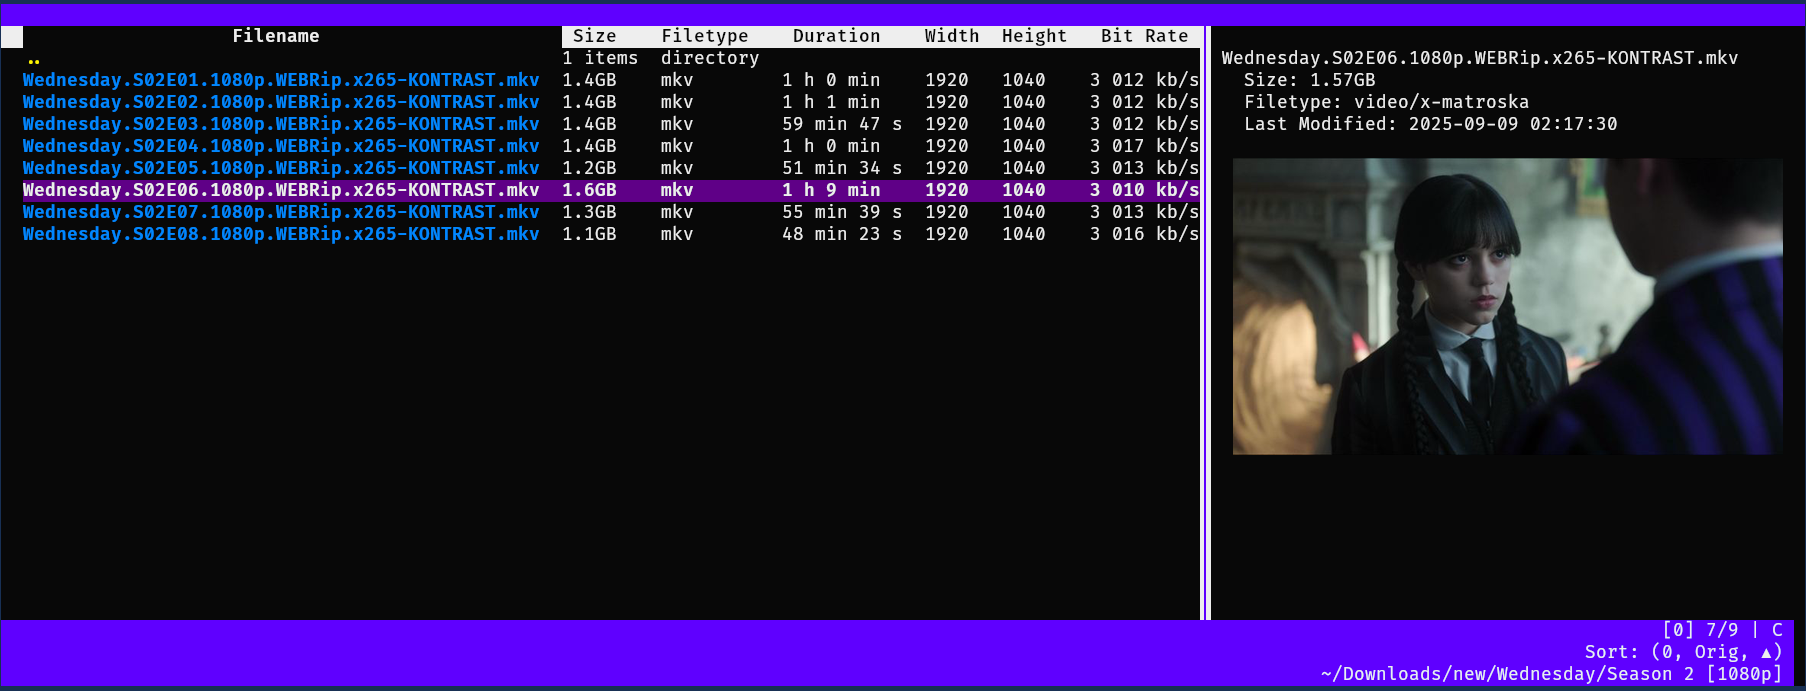 Filename Size Filetype Duration Width Height Bit Rate
.. 1 items directory
Wednesday.S02E01.1080p.WEBRip.x265-KONTRAST.mkv 1.4GB mkv 1 h 0 min 1920 1040 3 012 kb/s
Wednesday.S02E02.1080p.WEBRip.x265-KONTRAST.mkv 1.4GB mkv 1 h 1 min 1920 1040 3 012 kb/s
Wednesday.S02E03.1080p.WEBRip.x265-KONTRAST.mkv 1.4GB mkv 59 min 47 s 1920 1040 3 012 kb/s
Wednesday.S02E04.1080p.WEBRip.x265-KONTRAST.mkv 1.4GB mkv 1 h 0 min 1920 1040 3 017 kb/s
Wednesday.S02E05.1080p.WEBRip.x265-KONTRAST.mkv 1.2GB mkv 51 min 34 s 1920 1040 3 013 kb/s
Wednesday.S02E06.1080p.WEBRip.x265-KONTRAST.mkv 1.6GB mkv 1 h 9 min 1920 1040 3 010 kb/s
Wednesday.S02E07.1080p.WEBRip.x265-KONTRAST.mkv 1.3GB mkv 55 min 39 s 1920 1040 3 013 kb/s
Wednesday.S02E08.1080p.WEBRip.x265-KONTRAST.mkv 1.1GB mkv 48 min 23 s 1920 1040 3 016 kb/s
Wednesday.S02E06.1080p.WEBRip.x265-KONTRAST.mkv
Size: 1.57GB
Filetype: video/x-matroska
Last Modified: 2025-09-09 02:17:30
[0] 7/9 | C
Sort: (0, Orig, ▲)
~/Downloads/new/Wednesday/Season 2 [1080p]